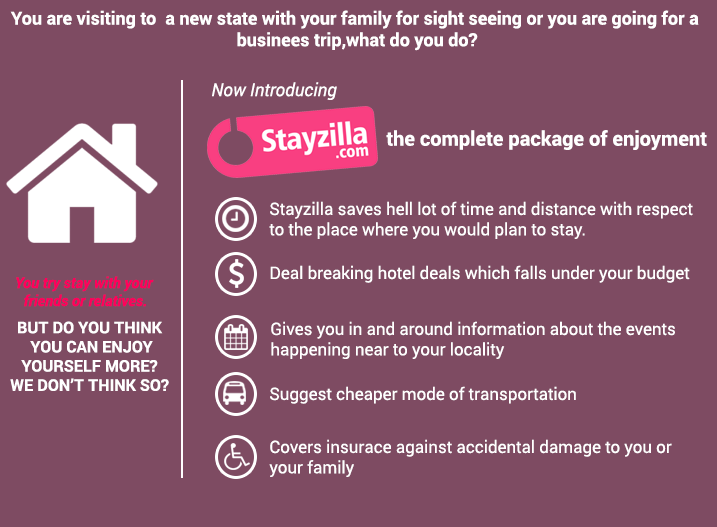 You are visiting to  a new state with your family for sight seeing or you are going for a
businees trip,what do you do?
Now Introducing
Stayzilla
.com
the complete package of enjoyment
Stayzilla saves hell lot of time and distance with respect
to the place where you would plan to stay.
Deal breaking hotel deals which falls under your budget
Gives you in and around information about the events
happening near to your locality
Suggest cheaper mode of transportation
Covers insurace against accidental damage to you or
your family
You try stay with your
friends or relatives.
BUT DO YOU THINK
YOU CAN ENJOY
YOURSELF MORE?
WE DON'T THINK SO?